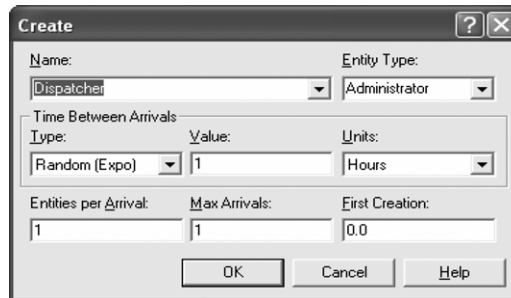 Create
Name: Entity Type:
Dispatcher Administrator
Time Between Arrivals
Type: Value: Units:
Random (Expo) 1 Hours
Entities per Arrival: Max Arrivals: First Creation:
1 1 0.0
OK Cancel Help